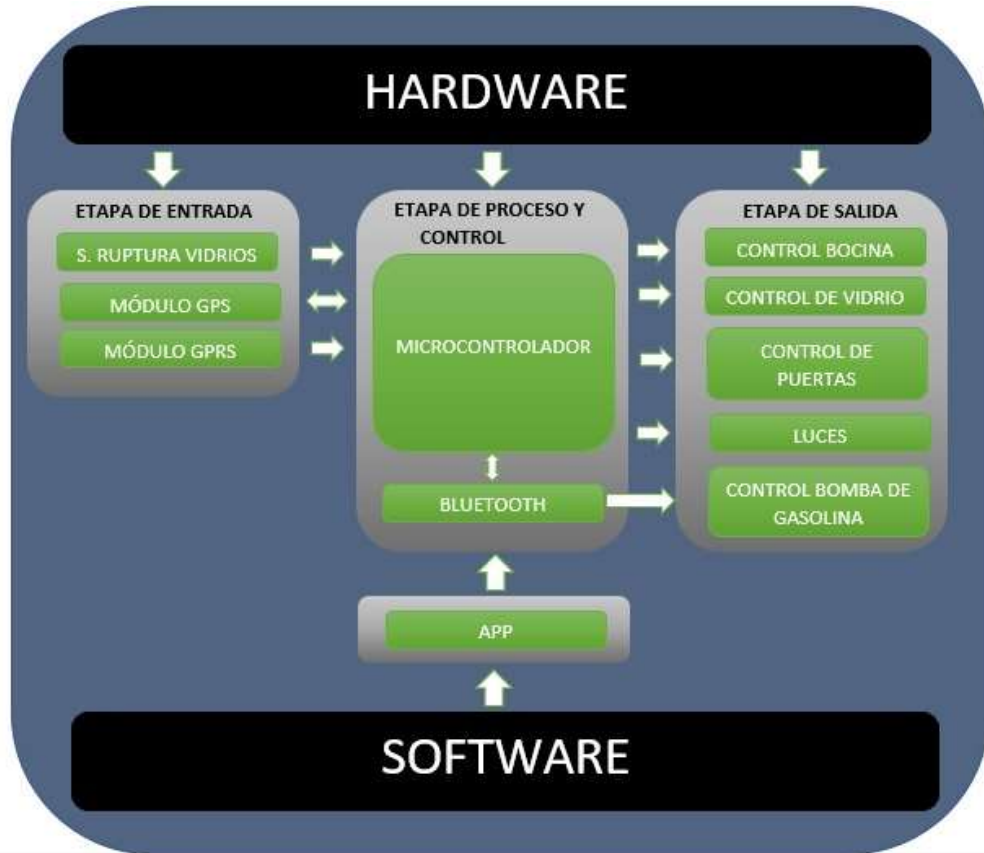 HARDWARE
ETAPA DE ENTRADA
S. RUPTURA VIDRIOS
MÓDULO GPS
MÓDULO GPRS
ETAPA DE PROCESO Y
CONTROL
MICROCONTROLADOR
BLUETOOTH
ETAPA DE SALIDA
CONTROL BOCINA
CONTROL DE VIDRIO
CONTROL DE
PUERTAS
LUCES
CONTROL BOMBA DE
GASOLINA
APP
SOFTWARE